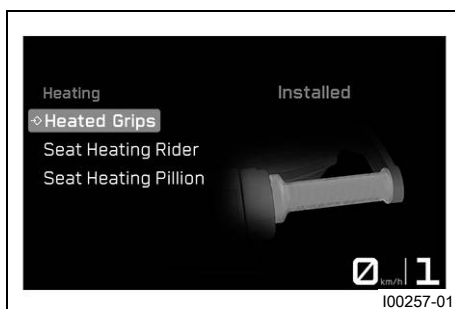 Heating
Installed
Heated Grips
Seat Heating Rider
Seat Heating Pillion
0 km/h 1
I00257-01